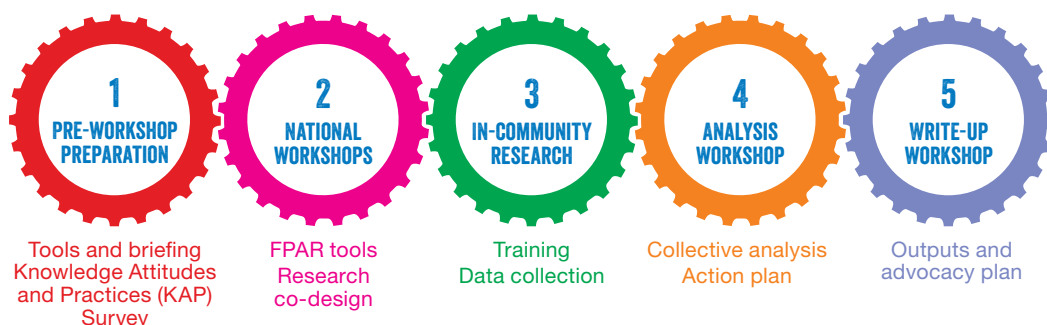 1
PRE-WORKSHOP
PREPARATION
Tools and briefing
Knowledge Attitudes
and Practices (KAP)
Survey
2
NATIONAL
WORKSHOPS
FPAR tools
Research
co-design
3
IN-COMMUNITY
RESEARCH
Training
Data collection
4
ANALYSIS
WORKSHOP
Collective analysis
Action plan
5
WRITE-UP
WORKSHOP
Outputs and
advocacy plan